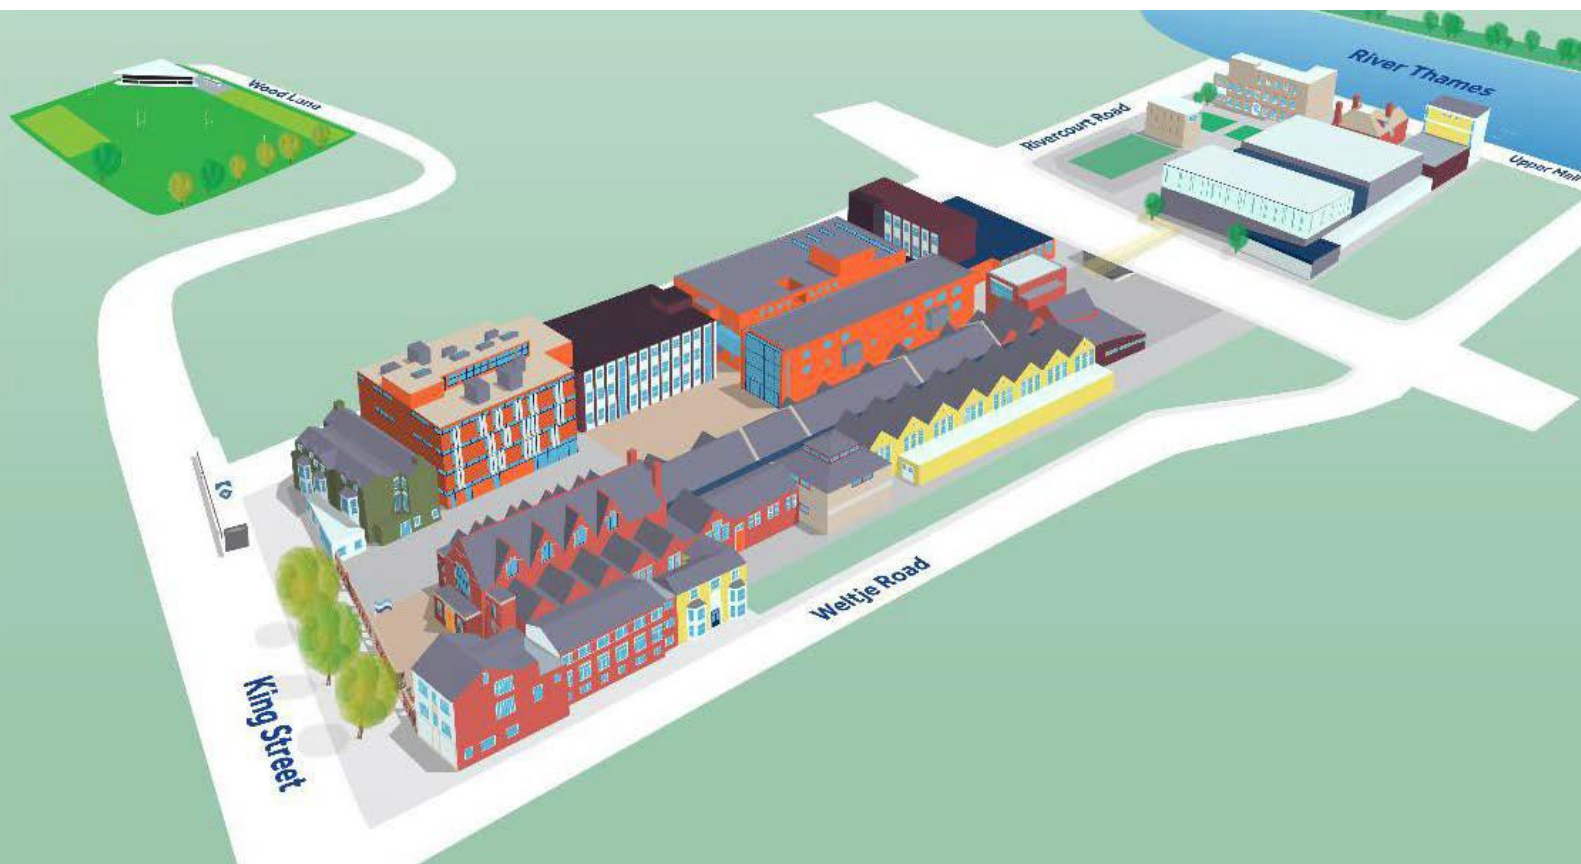 Wood Lane
River Thames
Rivercourt Road
Upper Mall
Weltje Road
King Street